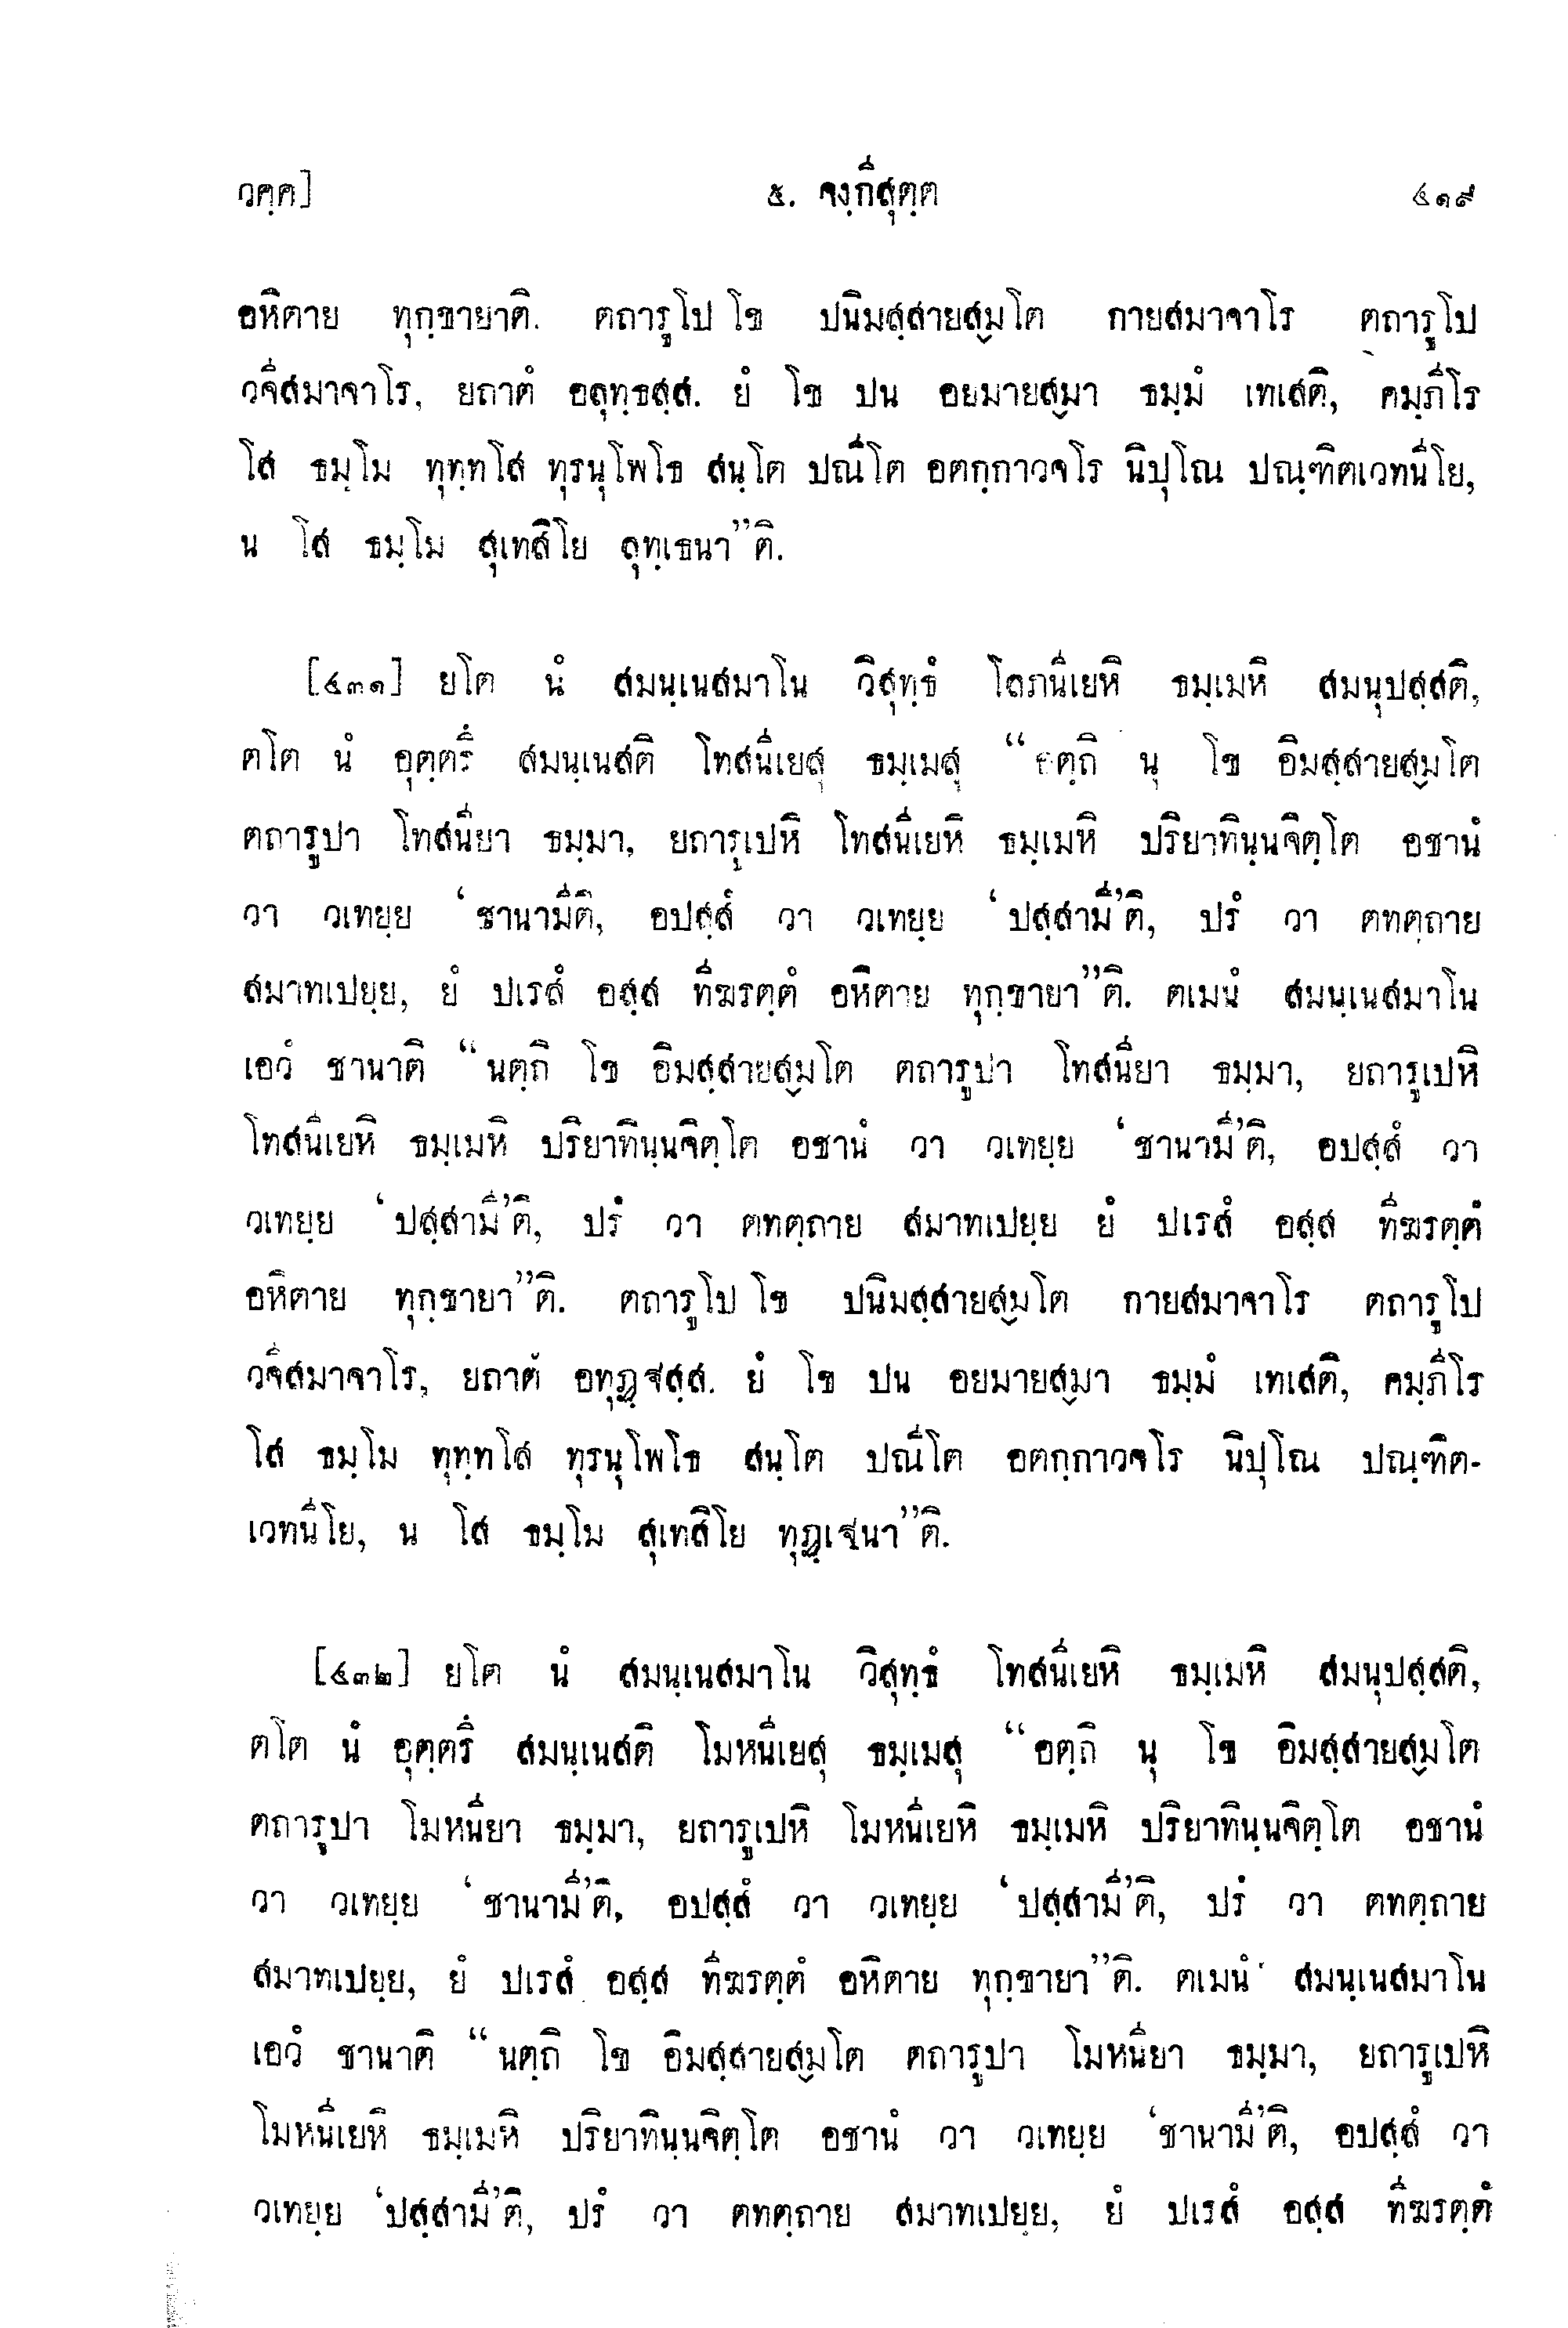 วคฺค] ๕. จงฺกีสุตฺต ๔๑๙
อหิตาย ทุกฺขายาติ. ตถารูโป โข ปนิมสฺสายสฺมโต กายสมาจาโร ตถารูโป
วจีสมาจาโร, ยถาตํ อลุทฺธสฺส. ยํ โข ปน อยมายสฺมา ธมฺมํ เทเสติ, คมฺภีโร
โส ธมฺโม ทุทฺทโส ทุรนุโพโธ สนฺโต ปณีโต อตกฺกาวจโร นิปุโณ ปณฺฑิตเวทนีโย,
น โส ธมฺโม สุเทสิโย ลุทฺเธนา”ติ.
[๔๓๑] ยโต นํ สมนฺเนสมาโน วิสุทฺธํ โลภนีเยหิ ธมฺเมหิ สมนุปสฺสติ,
ตโต นํ อุตฺตรึ สมนฺเนสติ โทสนีเยสุ ธมฺเมสุ “อตฺถิ นุ โข อิมสฺสายสฺมโต
ตถารูปา โทสนียา ธมฺมา, ยถารูเปหิ โทสนีเยหิ ธมฺเมหิ ปริยาทินฺนจิตฺโต อชานํ
วา วเทยฺย ‘ชานามีติ, อปสฺสํ วา วเทยฺย ‘ปสฺสามี’ติ, ปรํ วา ตทตฺถาย
สมาทเปยฺย, ยํ ปเรสํ อสฺส ทีฆรตฺตํ อหิตาย ทุกฺขายา”ติ. ตเมนํ สมนฺเนสมาโน
เอวํ ชานาติ “นตฺถิ โข อิมสฺสายสฺมโต ตถารูปา โทสนียา ธมฺมา, ยถารูเปหิ
โทสนีเยหิ ธมฺเมหิ ปริยาทินฺนจิตฺโต อชานํ วา วเทยฺย ‘ชานามี’ติ, อปสฺสํ วา
วเทยฺย ‘ปสฺสามี’ติ, ปรํ วา ตทตฺถาย สมาทเปยฺย ยํ ปเรสํ อสฺส ทีฆรตฺตํ
อหิตาย ทุกฺขายา”ติ. ตถารูโป โข ปนิมสฺสายสฺมโต กายสมาจาโร ตถารูโป
วจีสมาจาโร, ยถาตํ อทุฏฺฐสฺส. ยํ โข ปน อยมายสฺมา ธมฺมํ เทเสติ, คมฺภีโร
โส ธมฺโม ทุทฺทโส ทุรนุโพโธ สนฺโต ปณีโต อตกฺกาวจโร นิปุโณ ปณฺฑิต-
เวทนีโย, น โส ธมฺโม สุเทสิโย ทุฏฺเฐนา”ติ.
[๔๓๒] ยโต นํ สมนฺเนสมาโน วิสุทฺธํ โทสนีเยหิ ธมฺเมหิ สมนุปสฺสติ,
ตโต นํ อุตฺตรึ สมนฺเนสติ โมหนีเยสุ ธมฺเมสุ “อตฺถิ นุ โข อิมสฺสายสฺมโต
ตถารูปา โมหนียา ธมฺมา, ยถารูเปหิ โมหนีเยหิ ธมฺเมหิ ปริยาทินฺนจิตฺโต อชานํ
วา วเทยฺย ‘ชานามี’ติ, อปสฺสํ วา วเทยฺย ‘ปสฺสามี’ติ, ปรํ วา ตทตฺถาย
สมาทเปยฺย, ยํ ปเรสํ อสฺส ทีฆรตฺตํ อหิตาย ทุกฺขายา”ติ. ตเมนํ สมนฺเนสมาโน
เอวํ ชานาติ “นตฺถิ โข อิมสฺสายสฺมโต ตถารูปา โมหนียา ธมฺมา, ยถารูเปหิ
โมหนีเยหิ ธมฺเมหิ ปริยาทินฺนจิตฺโต อชานํ วา วเทยฺย ‘ชานามี’ติ, อปสฺสํ วา
วเทยฺย ‘ปสฺสามี’ติ, ปรํ วา ตทตฺถาย สมาทเปยฺย, ยํ ปเรสํ อสฺส ทีฆรตฺตํ